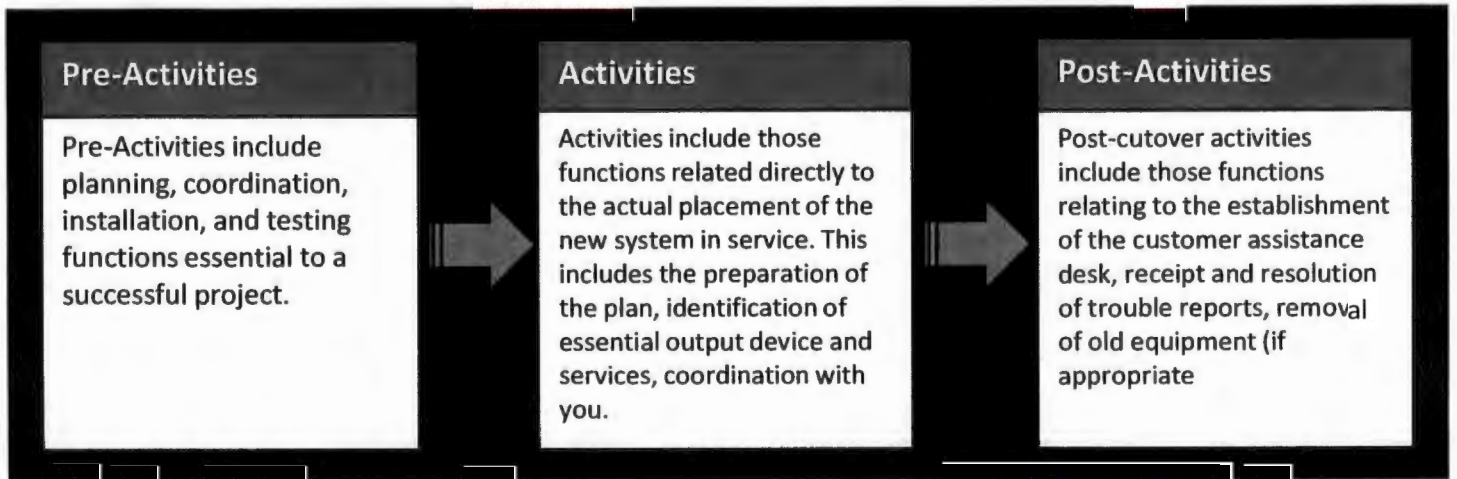 Pre-Activities
Pre-Activities include
planning, coordination,
installation, and testing
functions essential to a
successful project.
Activities
Activities include those
functions related directly to
the actual placement of the
new system in service. This
includes the preparation of
the plan, identification of
essential output device and
services, coordination with
you.
Post-Activities
Post-cutover activities
include those functions
relating to the establishment
of the customer assistance
desk, receipt and resolution
of trouble reports, removal
of old equipment (if
appropriate